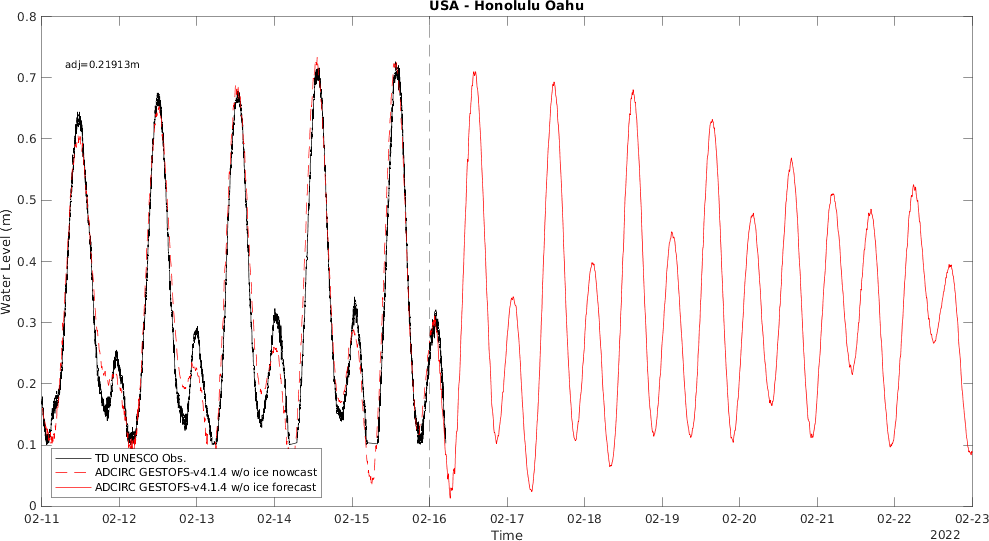 USA - Honolulu Oahu
0.8
adj=0.21913m
0.7
0.6
0.5
0.4
0.3
0.2
0.1
0
Water Level (m)
TD UNESCO Obs.
ADCIRC GESTOFS-v4.1.4 w/o ice nowcast
ADCIRC GESTOFS-v4.1.4 w/o ice forecast
02-11 02-12 02-13 02-14 02-15 02-16 02-17 02-18 02-19 02-20 02-21 02-22 02-23
Time
2022